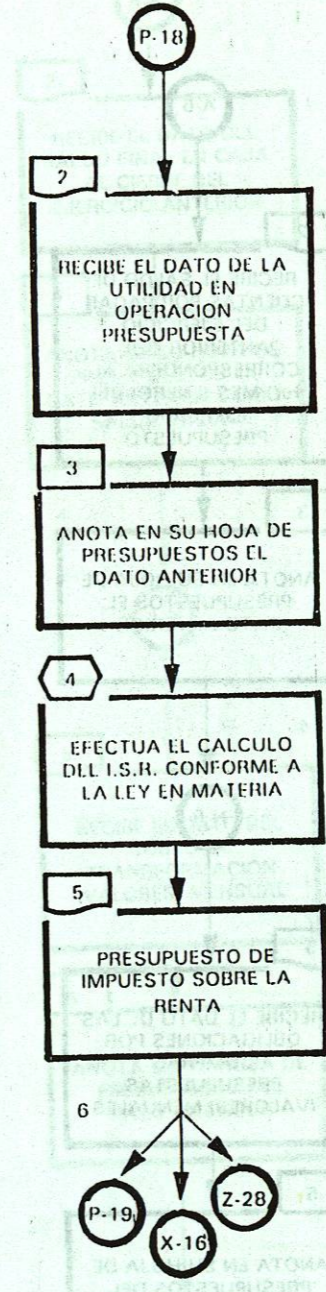 P-18
2
RECIBE EL DATO DE LA
UTILIDAD EN
OPERACION
PRESUPUESTA
3
ANOTA EN SU HOJA DE
PRESUPUESTOS EL
DATO ANTERIOR
4
EFECTUA EL CALCULO
DEL I.S.R. CONFORME A
LA LEY EN MATERIA
5
PRESUPUESTO DE
IMPUESTO SOBRE LA
RENTA
6
P-19
X-16
Z-28